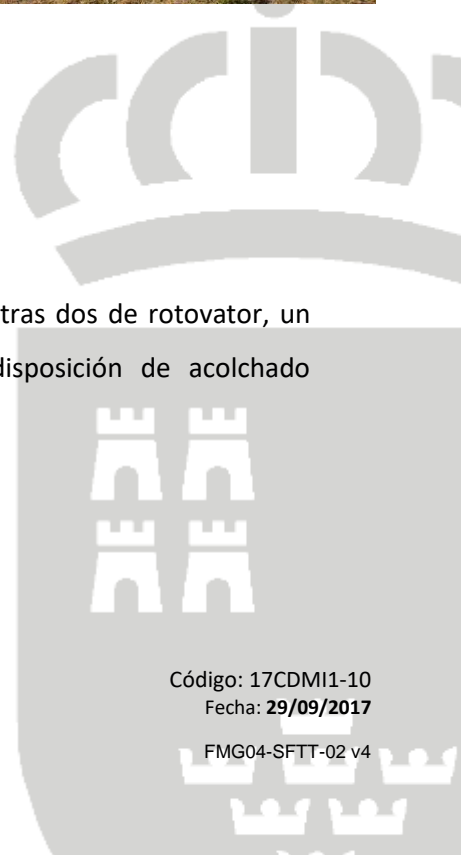 tras dos de rotovator, un
disposición de acolchado
Código: 17CDMI1-10
Fecha: 29/09/2017
FMG04-SFTT-02 v4